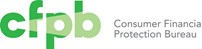 cfpb
Consumer Financia
Protection Bureau